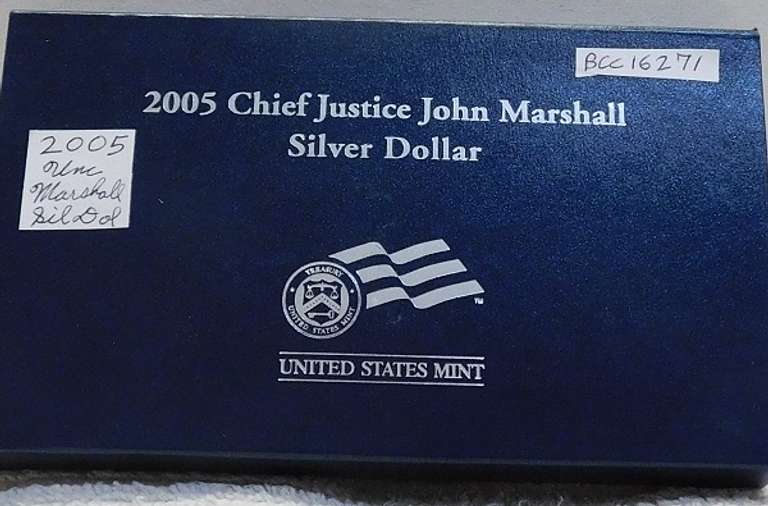 BCC16271
2005 Chief Justice John Marshall
Silver Dollar
2005
Unc
Marshall
Sil Dol
TREASURY
UNITED STATES MINT
TM
UNITED STATES MINT